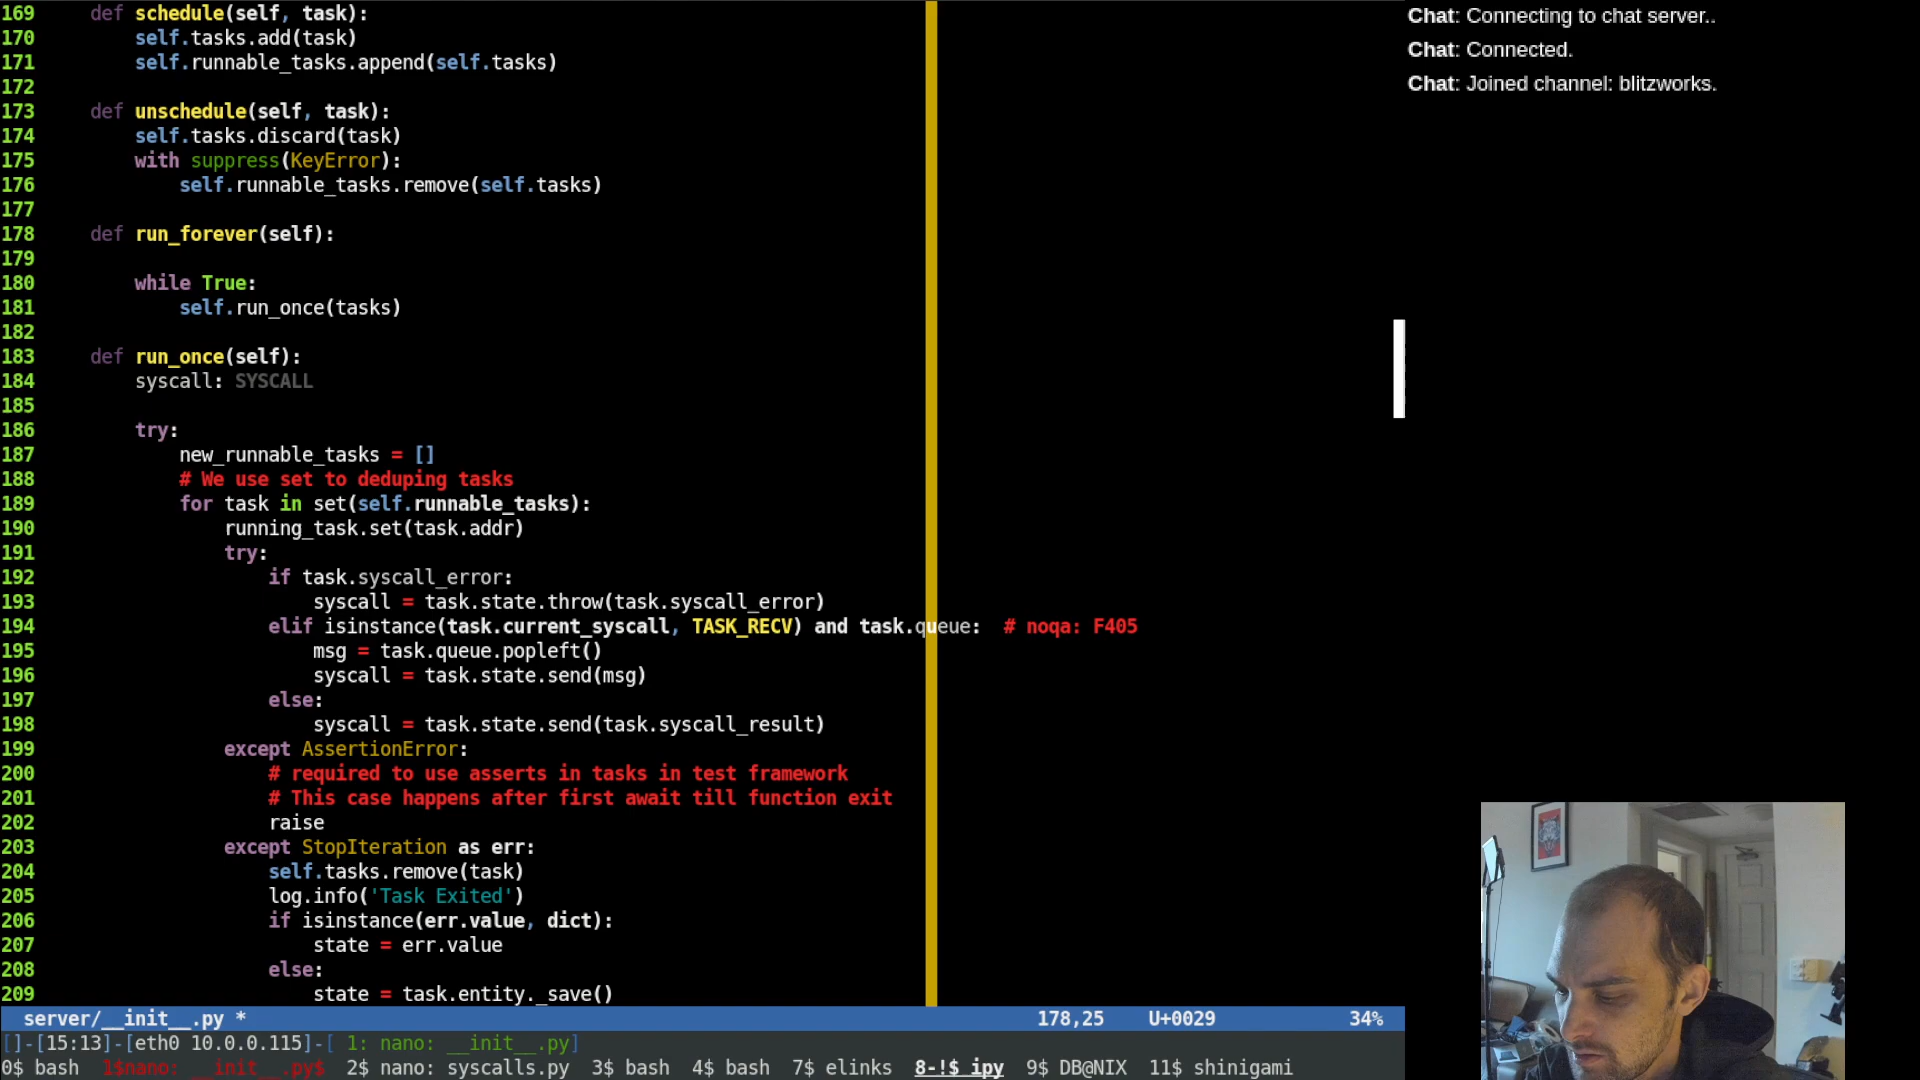 169     def schedule(self, task):
170         self.tasks.add(task)
171         self.runnable_tasks.append(self.tasks)
172
173     def unschedule(self, task):
174         self.tasks.discard(task)
175         with suppress(KeyError):
176             self.runnable_tasks.remove(self.tasks)
177
178     def run_forever(self):
179
180         while True:
181             self.run_once(tasks)
182
183     def run_once(self):
184         syscall: SYSCALL
185
186         try:
187             new_runnable_tasks = []
188             # We use set to deduping tasks
189             for task in set(self.runnable_tasks):
190                 running_task.set(task.addr)
191                 try:
192                     if task.syscall_error:
193                         syscall = task.state.throw(task.syscall_error)
194                     elif isinstance(task.current_syscall, TASK_RECV) and task.queue:  # noqa: F405
195                         msg = task.queue.popleft()
196                         syscall = task.state.send(msg)
197                     else:
198                         syscall = task.state.send(task.syscall_result)
199                 except AssertionError:
200                     # required to use asserts in tasks in test framework
201                     # This case happens after first await till function exit
202                     raise
203                 except StopIteration as err:
204                     self.tasks.remove(task)
205                     log.info('Task Exited')
206                     if isinstance(err.value, dict):
207                         state = err.value
208                     else:
209                         state = task.entity._save()
server/__init__.py * 178,25 U+0029 34%
[]-[15:13]-[eth0 10.0.0.115]-[ 1: nano: __init__.py]
0$ bash 1$nano: __init__.py$ 2$ nano: syscalls.py 3$ bash 4$ bash 7$ elinks 8-!$ ipy 9$ DB@NIX 11$ shinigami
Chat: Connecting to chat server..
Chat: Connected.
Chat: Joined channel: blitzworks.